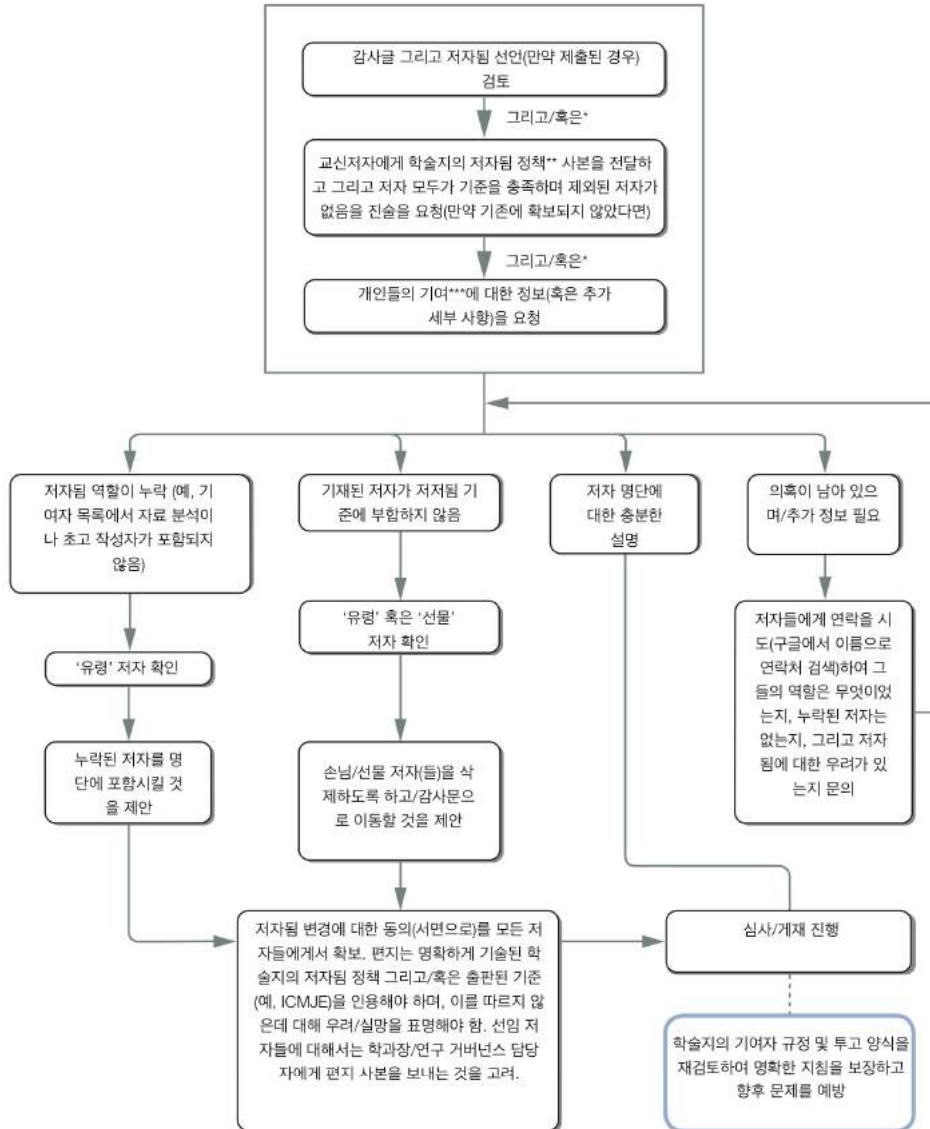 감사글 그리고 저자됨 선언(만약 제출된 경우)
검토
그리고/혹은*
교신저자에게 학술지의 저자됨 정책** 사본을 전달하
고 그리고 저자 모두가 기준을 충족하며 제외된 저자가
없음을 진술을 요청(만약 기존에 확보되지 않았다면)
그리고/혹은*
개인들의 기여***에 대한 정보(혹은 추가
세부 사항)을 요청
저자됨 역할이 누락 (예, 기
여자 목록에서 자료 분석이
나 초고 작성자가 포함되지
않음)
‘유령’ 저자 확인
누락된 저자를 명
단에 포함시킬 것
을 제안
기재된 저자가 저저됨 기
준에 부합하지 않음
‘유령’ 혹은 ‘선물’
저자 확인
손님/선물 저자(들)을 삭
제하도록 하고/감사문으
로 이동할 것을 제안
저자 명단에
대한 충분한
설명
의혹이 남아 있으
며/추가 정보 필요
저자들에게 연락을 시
도(구글에서 이름으로
연락처 검색)하여 그
들의 역할은 무엇이었
는지, 누락된 저자는
없는지, 그리고 저자
됨에 대한 우려가 있
는지 문의
저자됨 변경에 대한 동의(서면으로)를 모든 저
자들에게서 확보. 편지는 명확하게 기술된 학
술지의 저자됨 정책 그리고/혹은 출판된 기준
(예, ICMJE)을 인용해야 하며, 이를 따르지 않
은데 대해 우려/실망을 표명해야 함. 선임 저
자들에 대해서는 학과장/연구 거버넌스 담당
자에게 편지 사본을 보내는 것을 고려.
심사/게재 진행
학술지의 기여자 규정 및 투고 양식을
재검토하여 명확한 지침을 보장하고
향후 문제를 예방